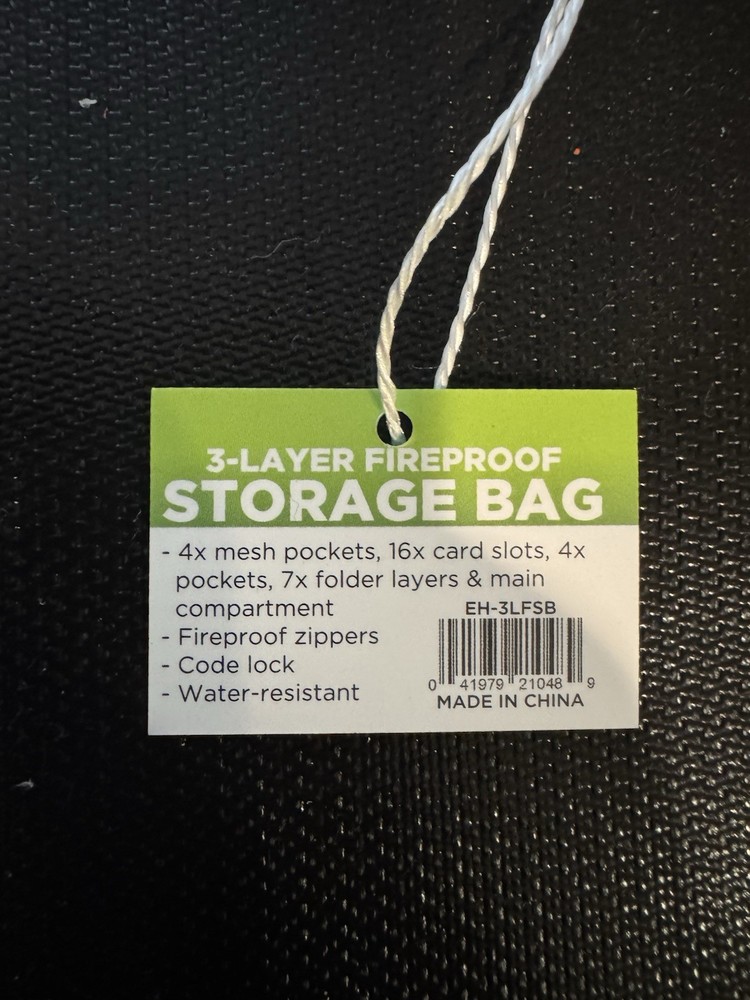 3-LAYER FIREPROOF
STORAGE BAG
- 4x mesh pockets, 16x card slots, 4x
pockets, 7x folder layers & main
compartment
- Fireproof zippers
- Code lock
- Water-resistant
EH-3LFSB
0 41979 21048 9
MADE IN CHINA